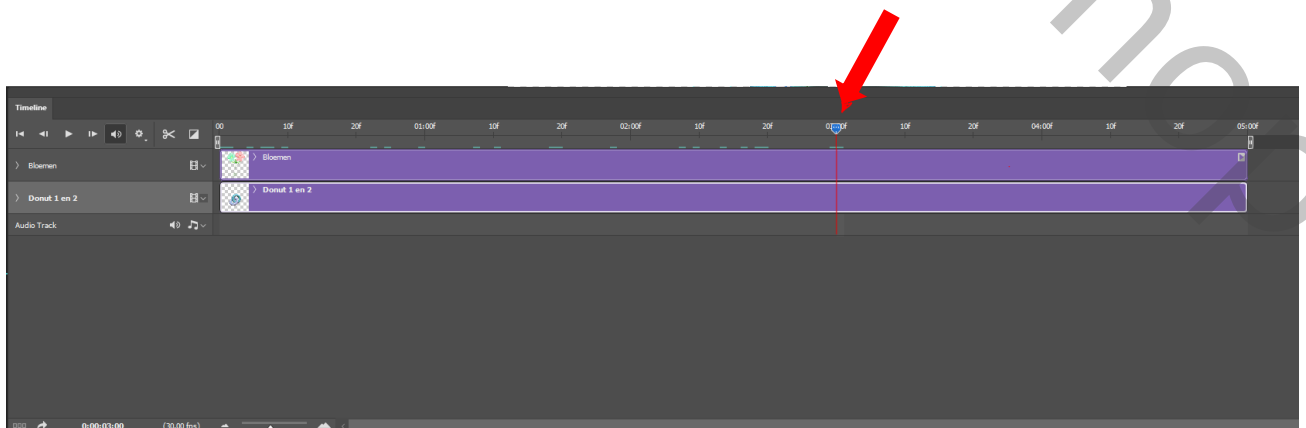 Timeline
00 10f 20f 01:00f 10f 20f 02:00f 10f 20f 10f 20f 04:00f 10f 20f 05:00f
Bloemen Bloemen
Donut 1 en 2 Donut 1 en 2
Audio Track
0:00:03:00 (30.00 fps)